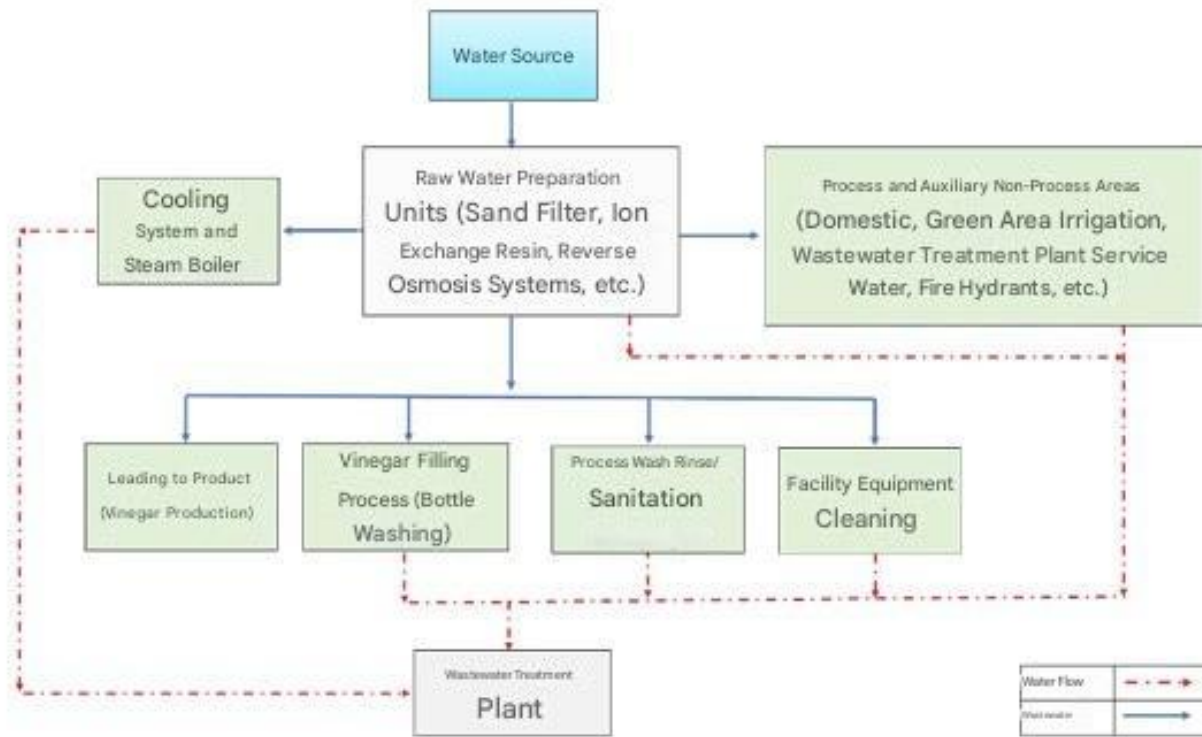 Water Source
Raw Water Preparation
Units (Sand Filter, Ion
Exchange Resin, Reverse
Osmosis Systems, etc.)
Cooling
System and
Steam Boiler
Process and Auxiliary Non-Process Areas
(Domestic, Green Area Irrigation,
Wastewater Treatment Plant Service
Water, Fire Hydrants, etc.)
Leading to Product
(Vinegar Production)
Vinegar Filling
Process (Bottle
Washing)
Process Wash Rinse/
Sanitation
Facility Equipment
Cleaning
Wastewater Treatment
Plant
Water Flow
Wastewater